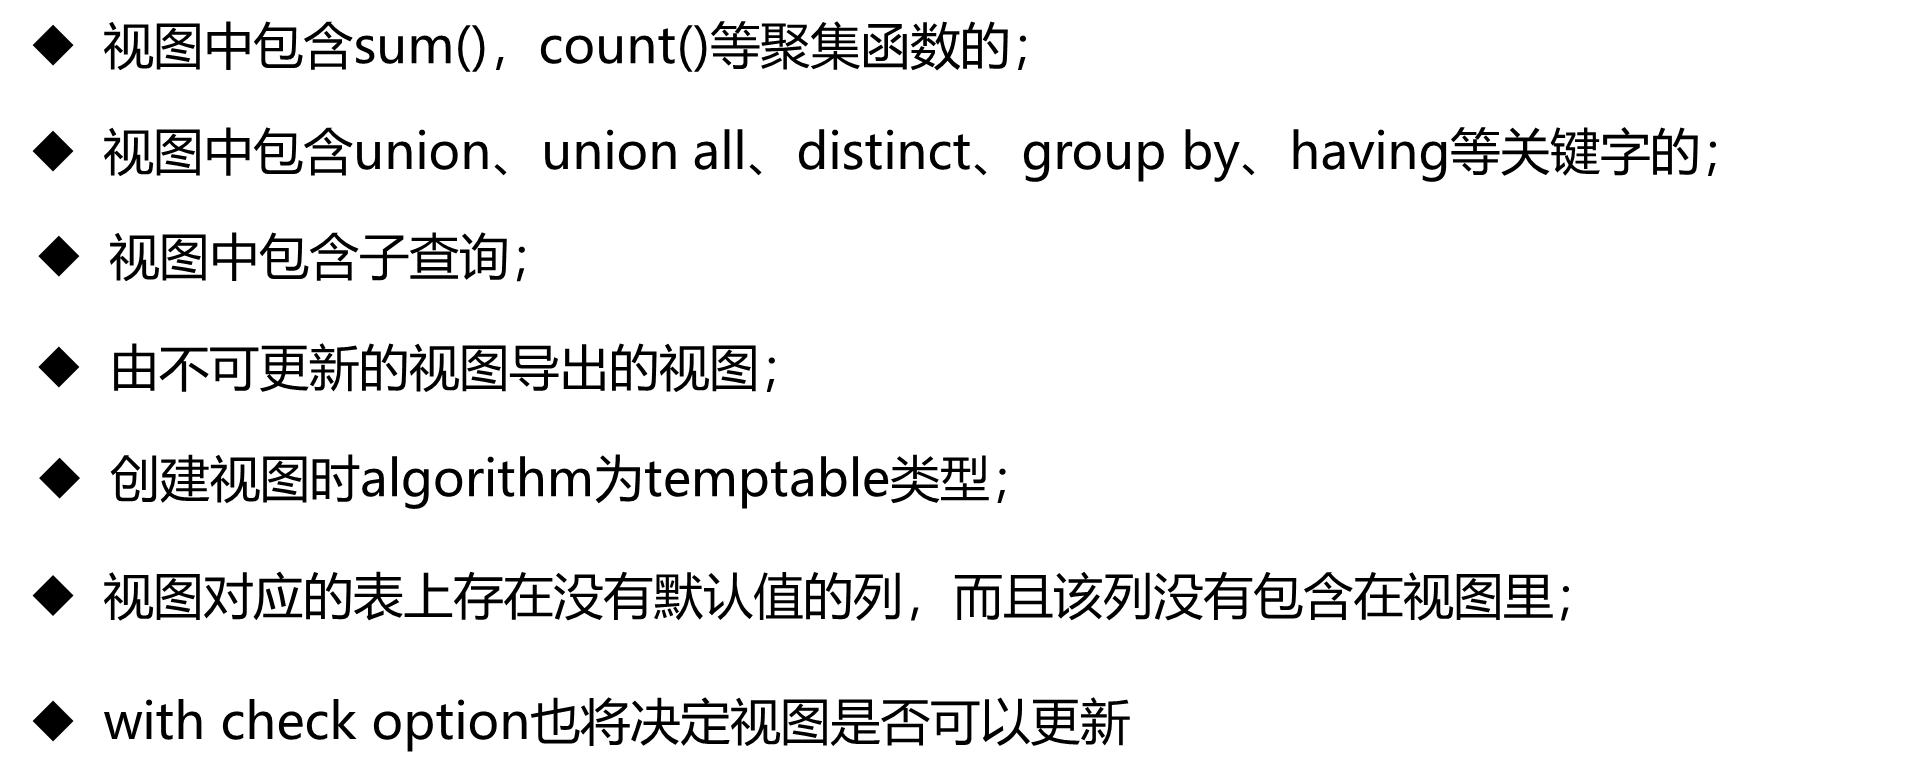 ◆ 视图中包含sum()，count()等聚集函数的；
◆ 视图中包含union、union all、distinct、group by、having等关键字的；
◆ 视图中包含子查询；
◆ 由不可更新的视图导出的视图；
◆ 创建视图时algorithm为temptable类型；
◆ 视图对应的表上存在没有默认值的列，而且该列没有包含在视图里；
◆ with check option也将决定视图是否可以更新